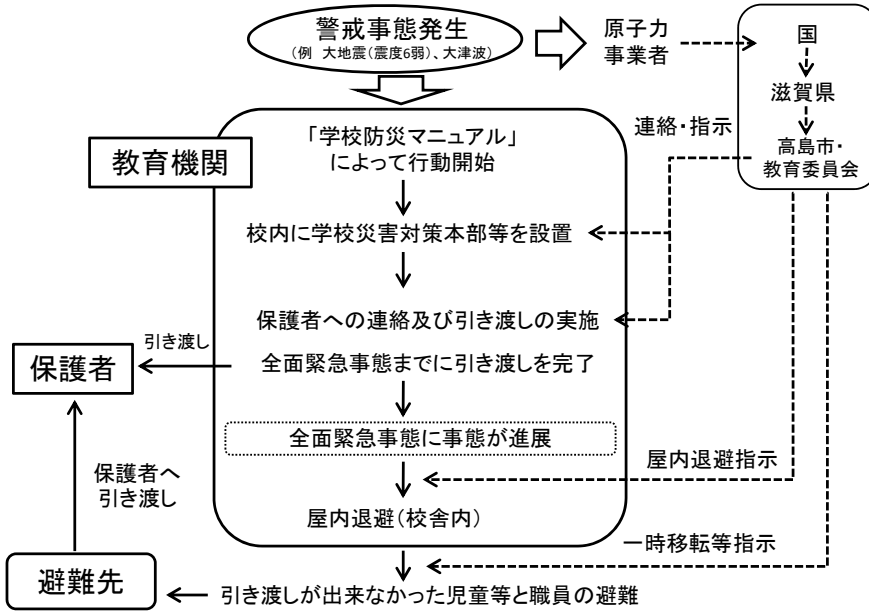 警戒事態発生
(例 大地震(震度6弱)、大津波)
原子力
事業者
国
滋賀県
高島市・
教育委員会
連絡・指示
教育機関
「学校防災マニュアル」
によって行動開始
校内に学校災害対策本部等を設置
保護者への連絡及び引き渡しの実施
引き渡し
保護者
全面緊急事態までに引き渡しを完了
全面緊急事態に事態が進展
屋内退避指示
保護者へ
引き渡し
屋内退避(校舎内)
一時移転等指示
避難先
引き渡しが出来なかった児童等と職員の避難